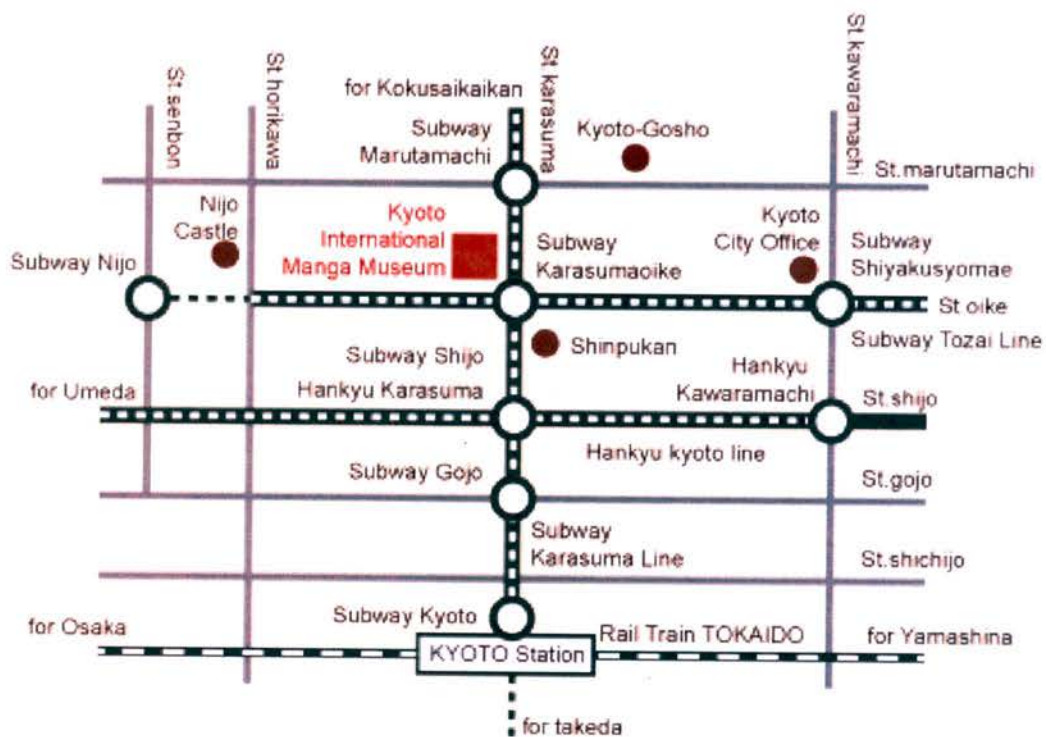 St.senbon
St.horikawa
for Kokusaikaikan
St.karasuma
St.kawaramachi
Subway
Marutamachi
Kyoto-Gosho
St.marutamachi
Nijo
Castle
Kyoto
International
Manga Museum
Subway
Karasumaoike
Kyoto
City Office
Subway
Shiyakusyomae
Subway Nijo
St oike
Subway Tozai Line
Shinpukan
Subway Shijo
Hankyu Karasuma
Hankyu
Kawaramachi
for Umeda
St.shijo
Hankyu kyoto line
Subway Gojo
St.gojo
Subway
Karasuma Line
St.shichijo
Subway Kyoto
for Osaka
Rail Train TOKAIDO
for Yamashina
KYOTO Station
for takeda